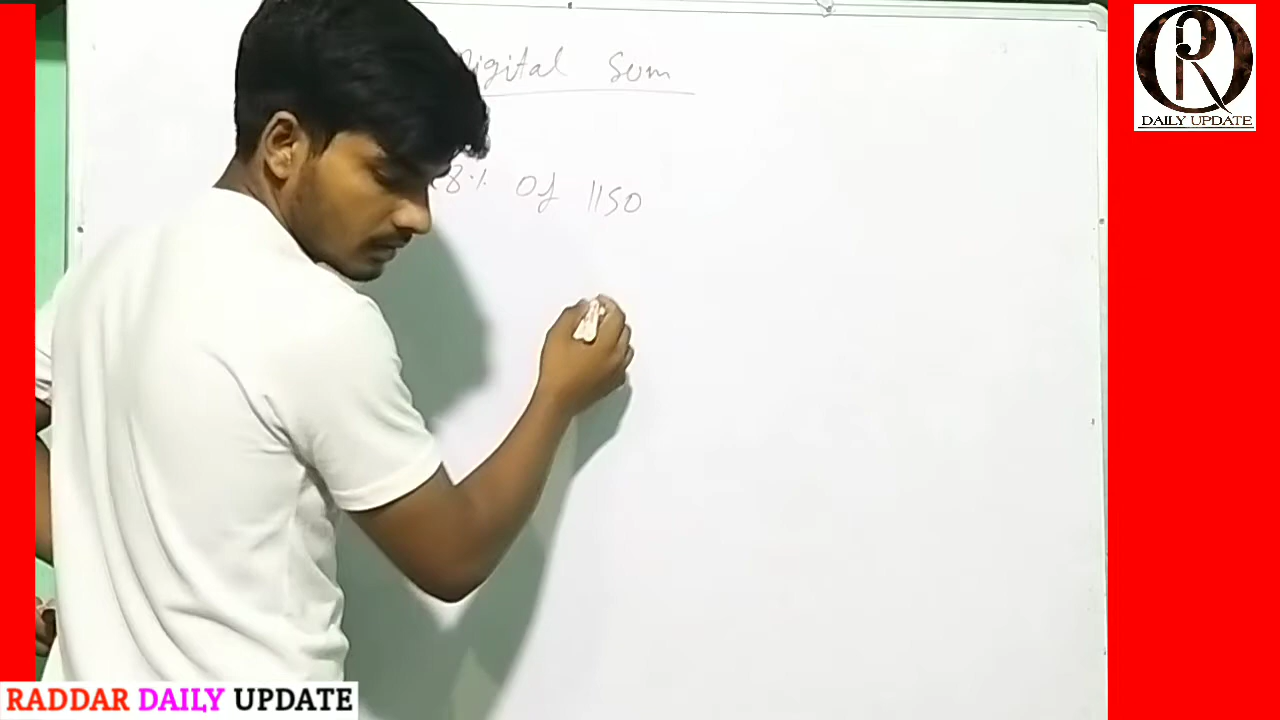 Digital Sum
8% Of 1150
DAILY UPDATE
RADDAR DAILY UPDATE